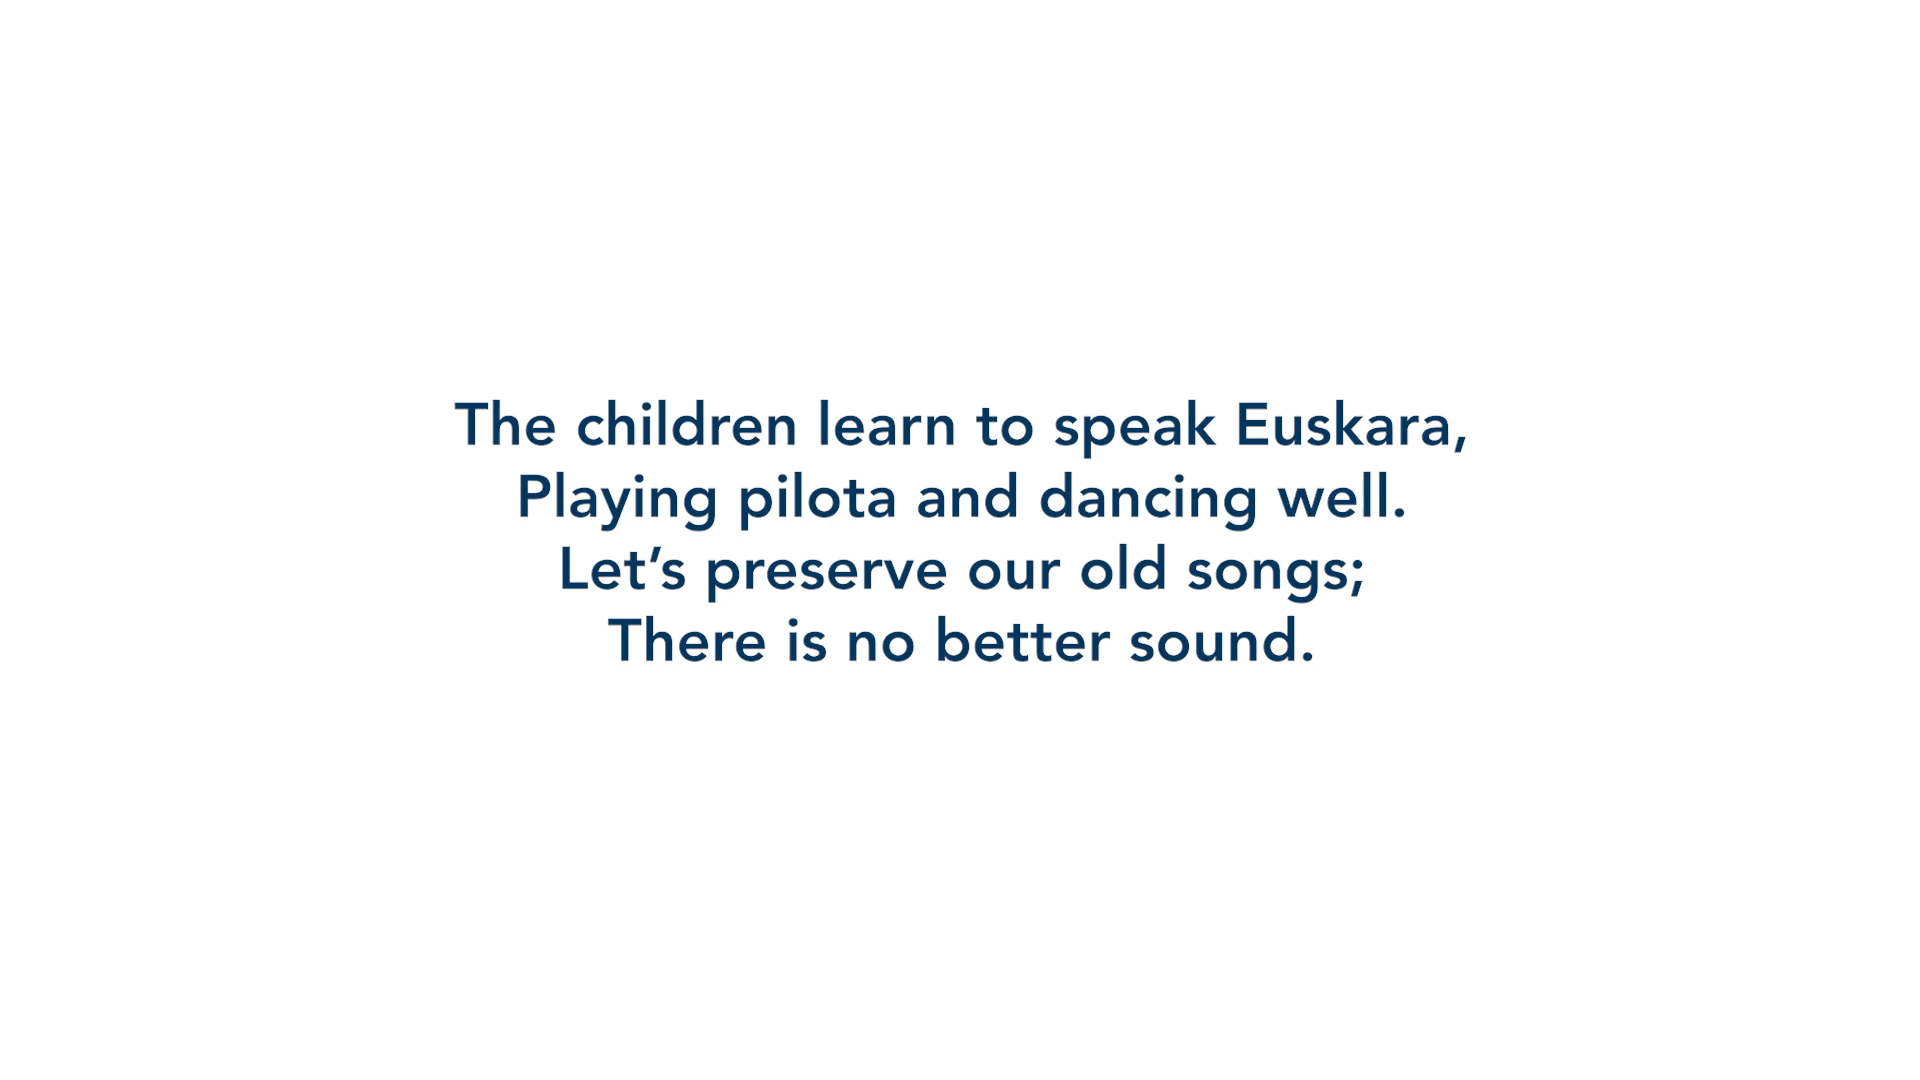 The children learn to speak Euskara,
Playing pilota and dancing well.
Let’s preserve our old songs;
There is no better sound.